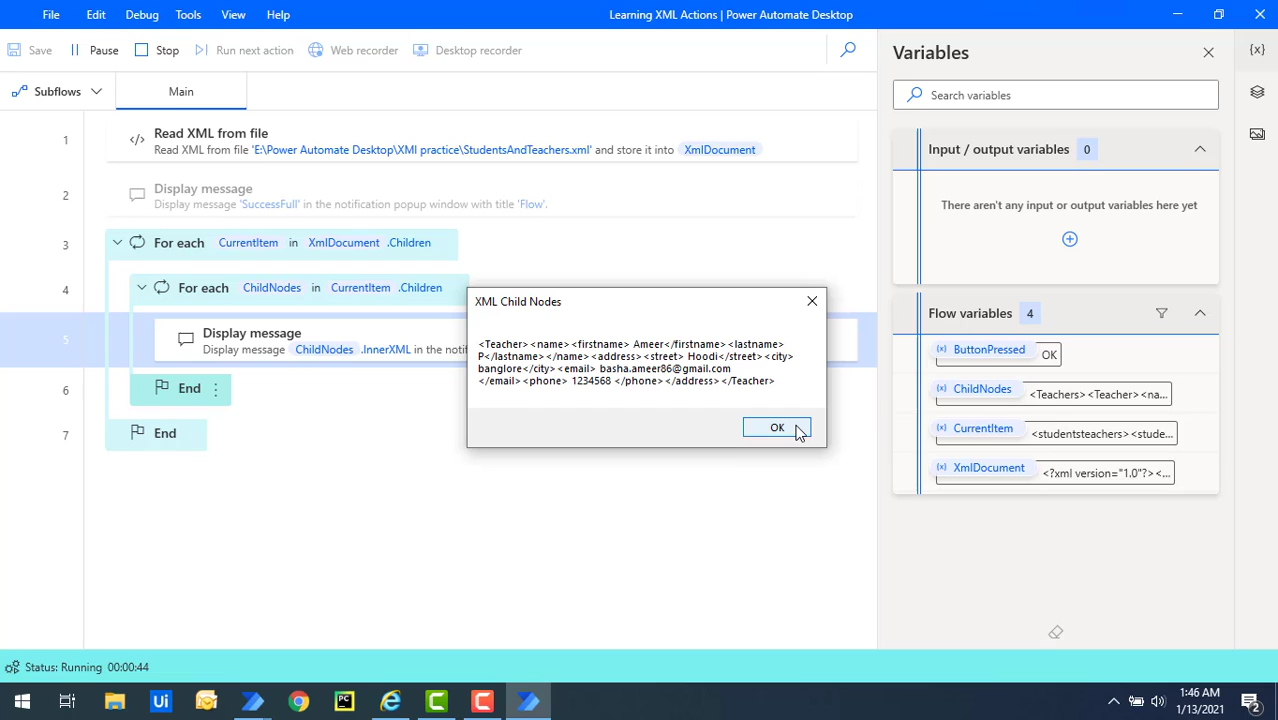 File Edit Debug Tools View Help Learning XML Actions | Power Automate Desktop
Save Pause Stop Run next action Web recorder Desktop recorder
Subflows Main
1 Read XML from file
Read XML from file 'E:\Power Automate Desktop\XMl practice\StudentsAndTeachers.xml' and store it into XmlDocument
2 Display message
Display message 'SuccessFull' in the notification popup window with title 'Flow'.
3 For each CurrentItem in XmlDocument .Children
4 For each ChildNodes in CurrentItem .Children
5 Display message
Display message ChildNodes .InnerXML in the notif
6 End
7 End
XML Child Nodes
<Teacher><name><firstname> Ameer</firstname><lastname>
P</lastname></name><address><street> Hoodi</street><city>
banglore</city><email> basha.ameer86@gmail.com
</email><phone> 1234568 </phone></address></Teacher>
OK
Variables
{x}
Search variables
Input / output variables 0
There aren't any input or output variables here yet
Flow variables 4
(x) ButtonPressed OK
(x) ChildNodes <Teachers><Teacher><na...
(x) CurrentItem <studentsteachers><stude...
(x) XmlDocument <?xml version="1.0"?><...
Status: Running 00:00:44
Ui PC
1:46 AM
1/13/2021
2